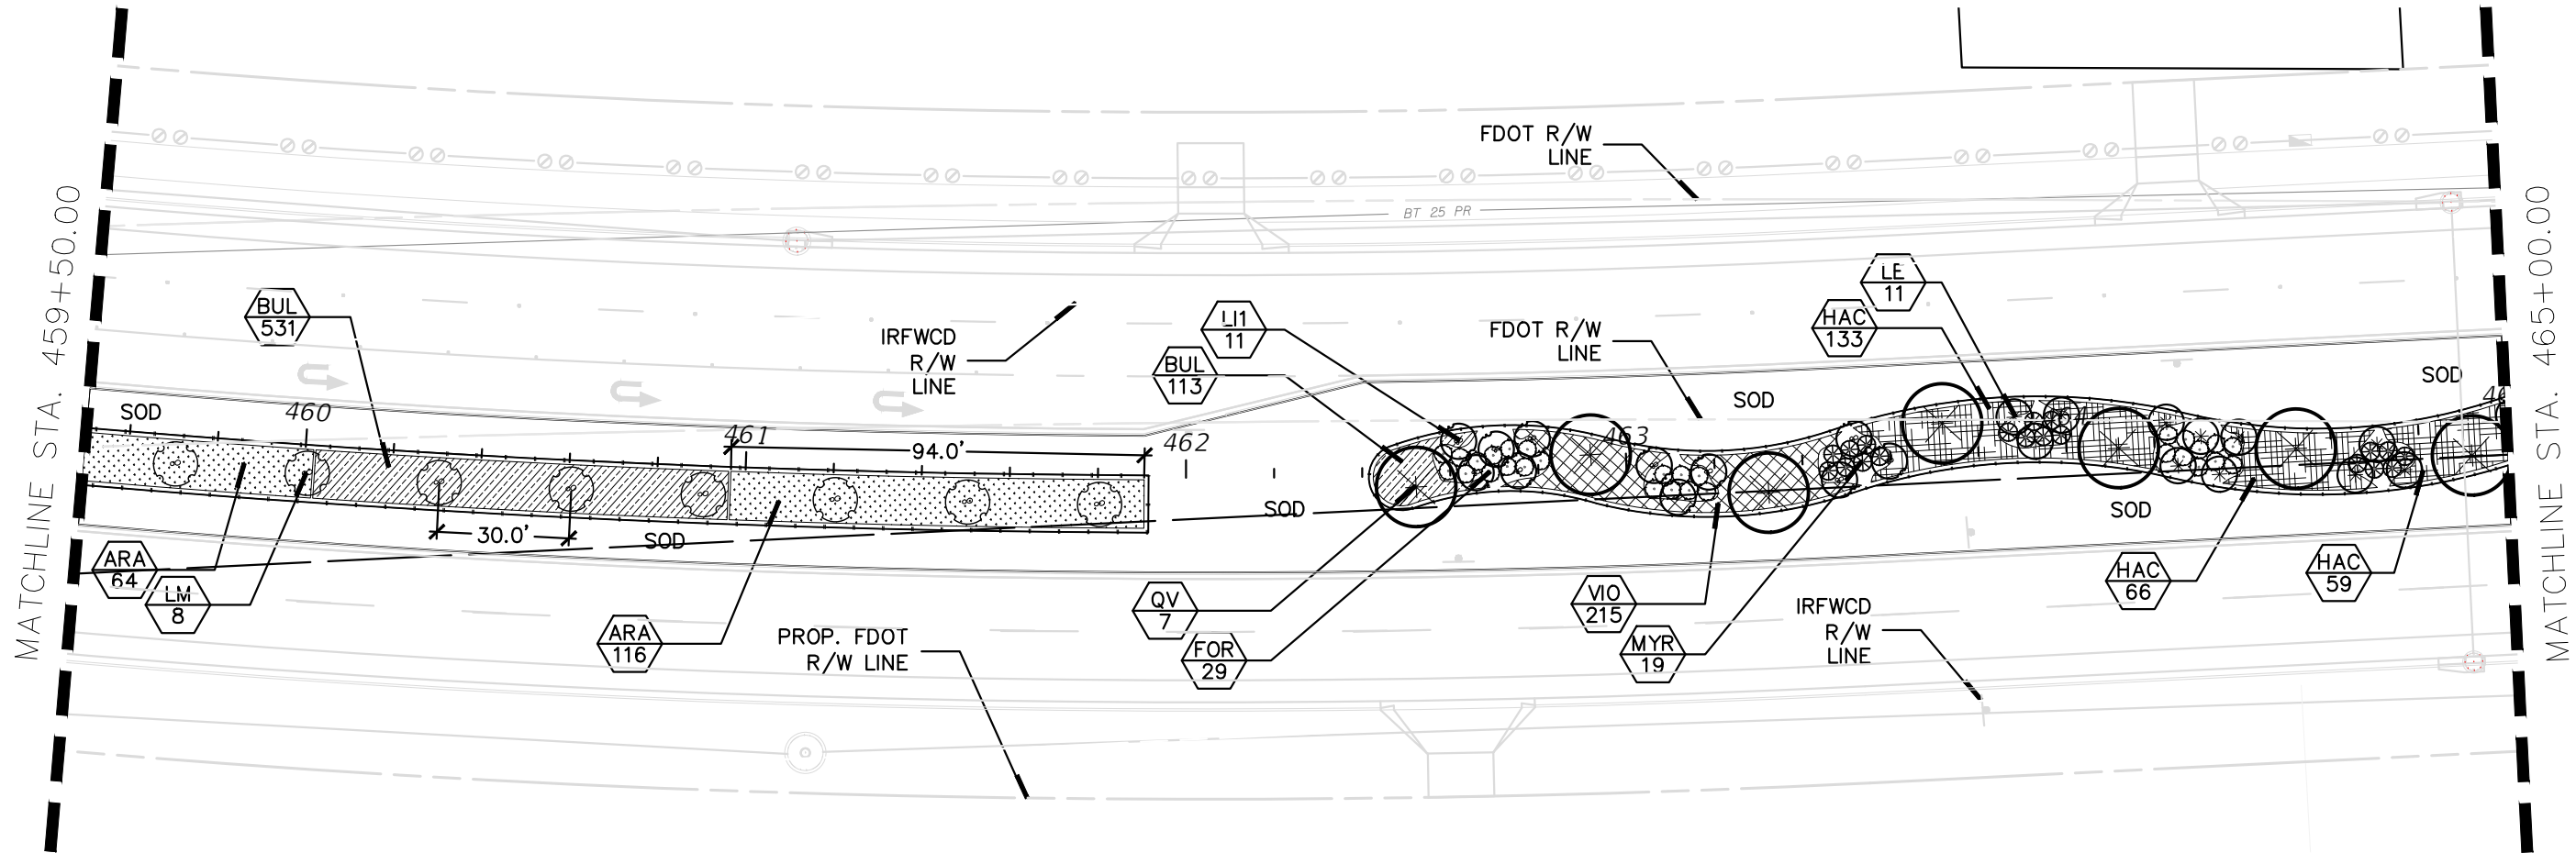 MATCHLINE STA. 459+50.00
FDOT R/W
LINE
BT 25 PR
LE
11
BUL
531
LI1
11
HAC
133
IRFWCD
R/W
LINE
BUL
113
FDOT R/W
LINE
SOD
SOD
SOD
460
461
462
463
46
94.0'
30.0'
SOD
SOD
SOD
ARA
64
LM
8
ARA
116
PROP. FDOT
R/W LINE
QV
7
FOR
29
VIO
215
MYR
19
IRFWCD
R/W
LINE
HAC
66
HAC
59
MATCHLINE STA. 465+00.00